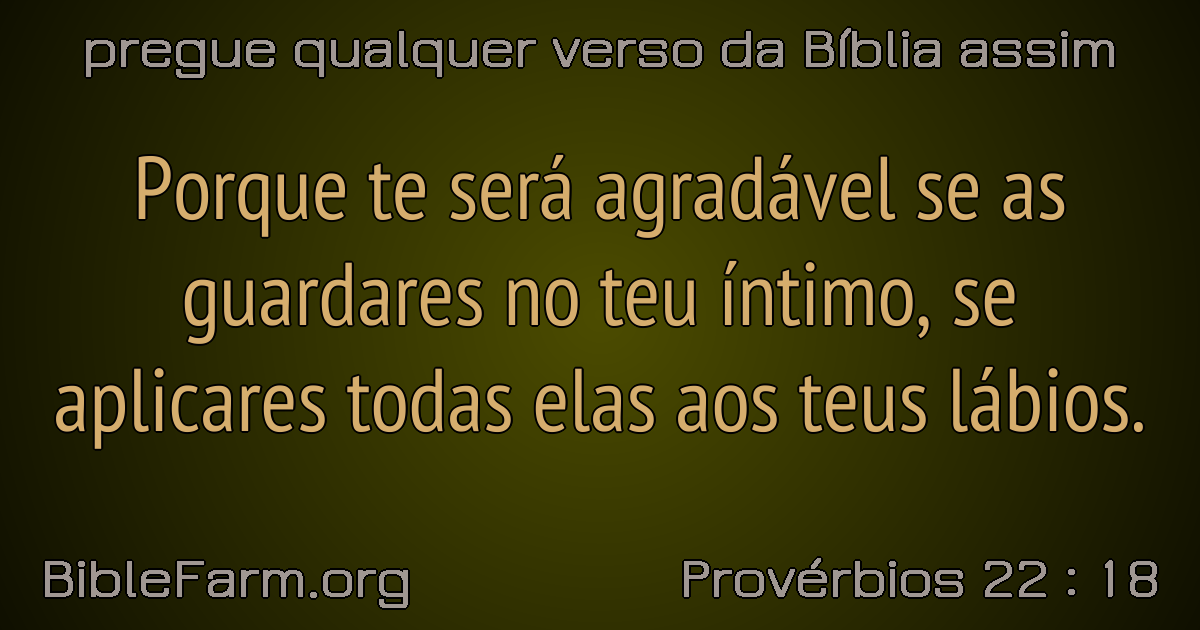 pregue qualquer verso da Bíblia assim
Porque te será agradável se as
guardares no teu íntimo, se
aplicares todas elas aos teus lábios.
BibleFarm.org
Provérbios 22 : 18